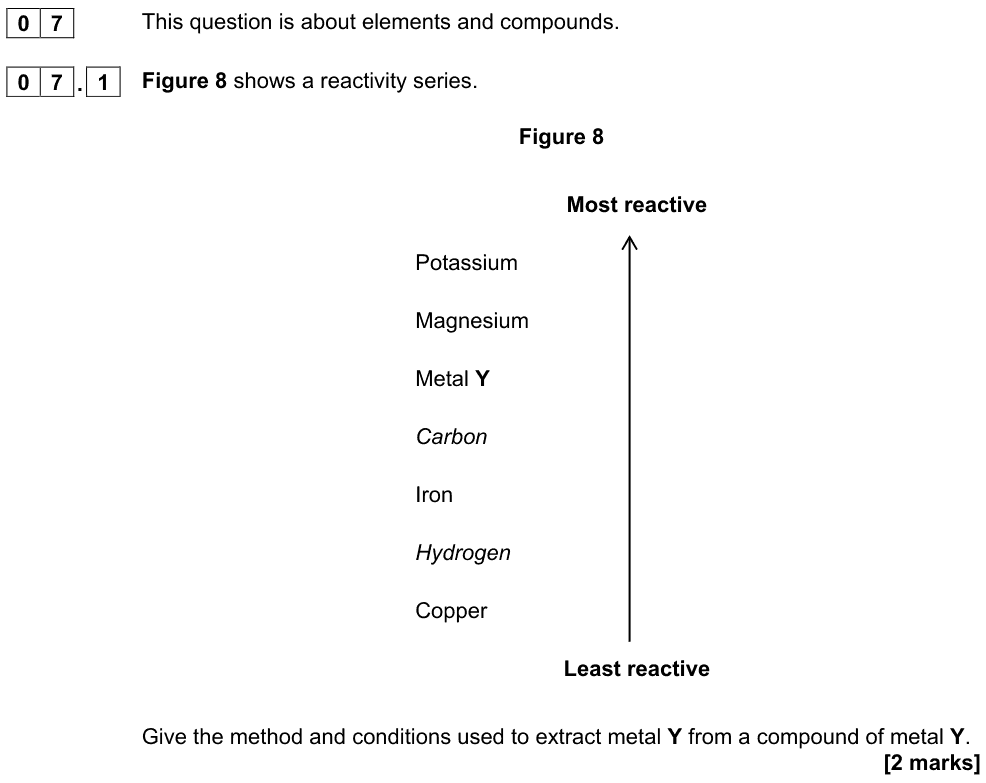 0 7 This question is about elements and compounds.
0 7 . 1 Figure 8 shows a reactivity series.
Figure 8
Most reactive
Potassium
Magnesium
Metal Y
Carbon
Iron
Hydrogen
Copper
Least reactive
Give the method and conditions used to extract metal Y from a compound of metal Y.
[2 marks]